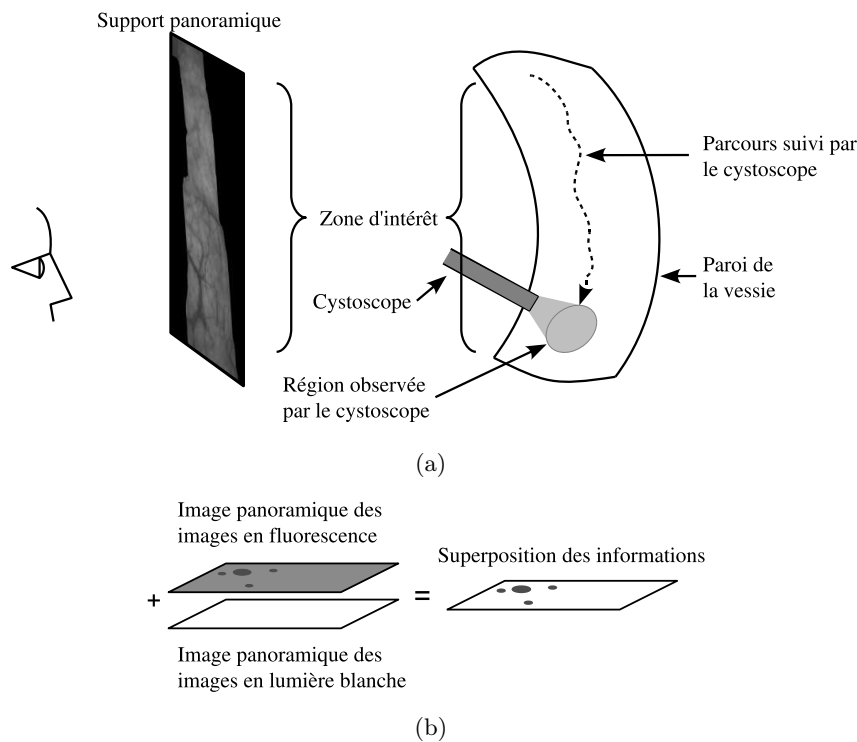 Support panoramique
Parcours suivi par
le cystoscope
Zone d'intérêt
Paroi de
la vessie
Cystoscope
Région observée
par le cystoscope
(a)
Image panoramique des
images en fluorescence
Superposition des informations
+
=
Image panoramique des
images en lumière blanche
(b)